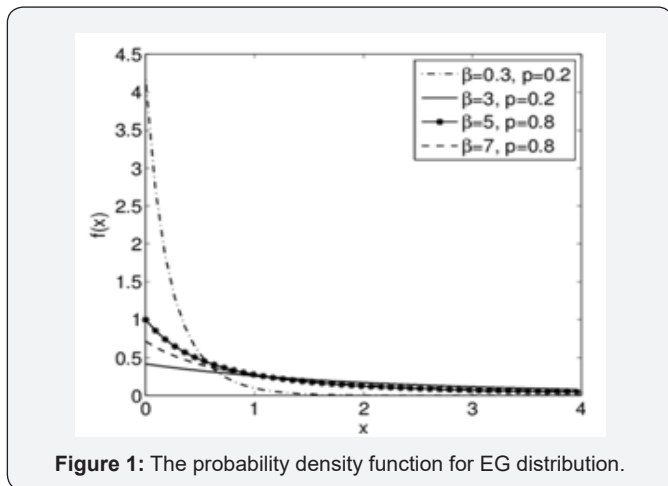 4.5
4
3.5
3
2.5
2
1.5
1
0.5
0
f(x)
β=0.3, p=0.2
β=3, p=0.2
β=5, p=0.8
β=7, p=0.8
0 1 2 3 4
x
Figure 1: The probability density function for EG distribution.